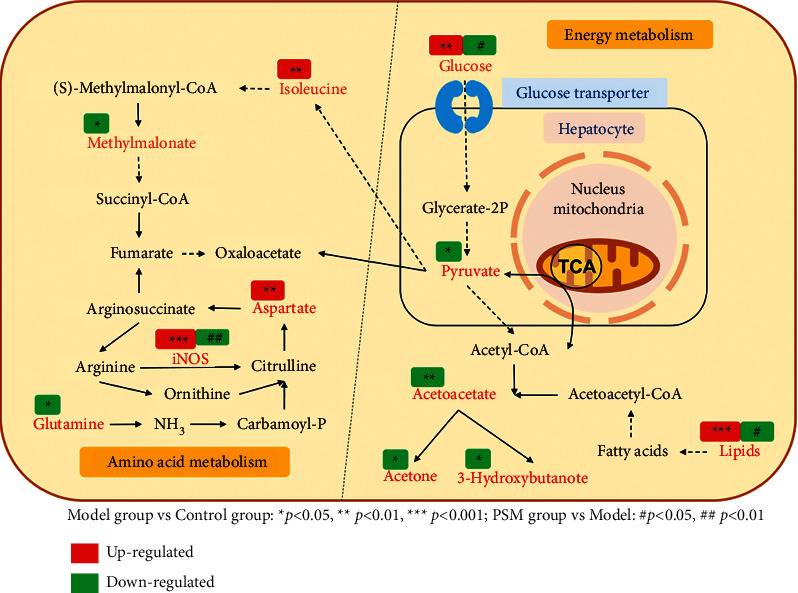 Energy metabolism
** #
Glucose
Glucose transporter
Hepatocyte
Nucleus
mitochondria
TCA
Glycerate-2P
*
Pyruvate
Acetyl-CoA
**
Acetoacetate
Acetoacetyl-CoA
Fatty acids
*** #
Lipids
*
Acetone
*
3-Hydroxybutanote
**
Isoleucine
(S)-Methylmalonyl-CoA
*
Methylmalonate
Succinyl-CoA
Fumarate
Oxaloacetate
Arginosuccinate
**
Aspartate
*** ##
iNOS
Arginine
Citrulline
Ornithine
*
Glutamine
NH3
Carbamoyl-P
Amino acid metabolism
Model group vs Control group: *p<0.05, ** p<0.01, *** p<0.001; PSM group vs Model: #p<0.05, ## p<0.01
Up-regulated
Down-regulated